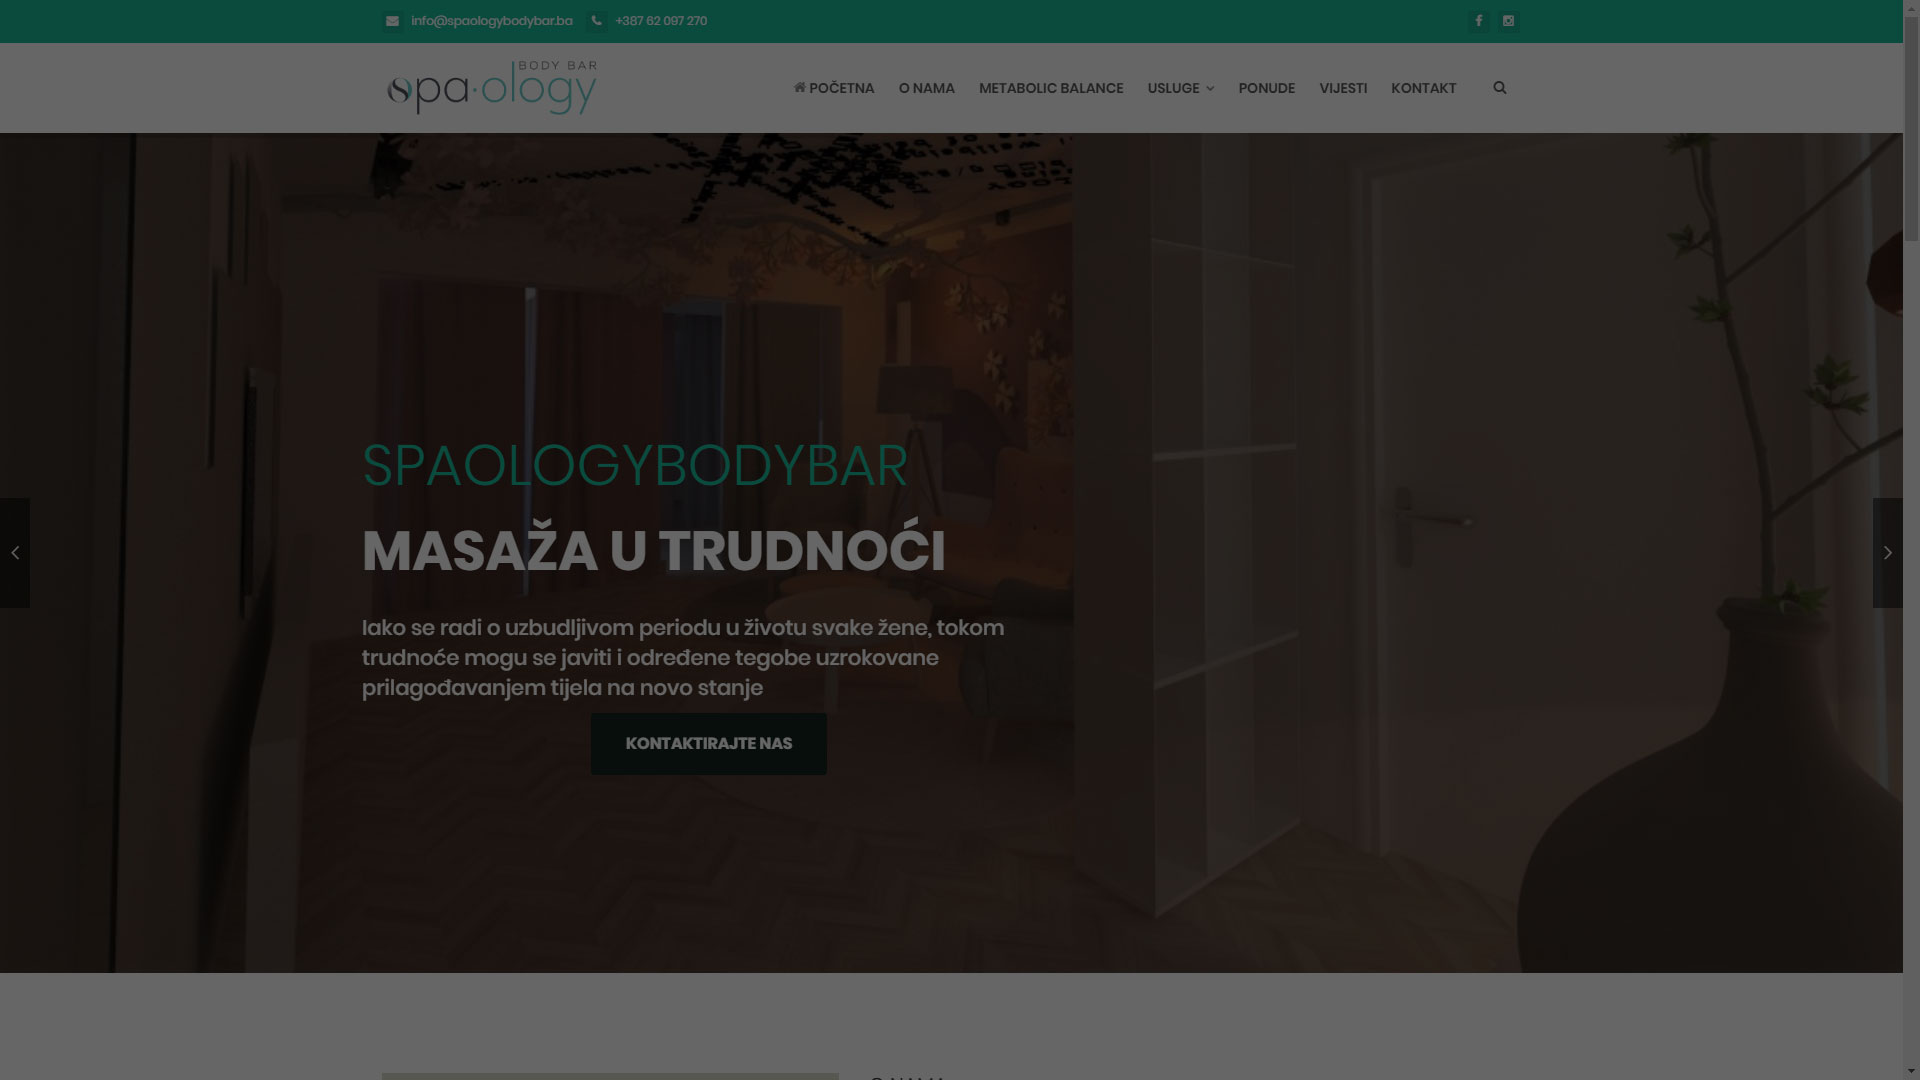 info@spaologybodybar.ba
+387 62 097 270
BODY BAR
spa·ology
POČETNA
O NAMA
METABOLIC BALANCE
USLUGE
PONUDE
VIJESTI
KONTAKT
SPAOLOGYBODYBAR
MASAŽA U TRUDNOĆI
Iako se radi o uzbudljivom periodu u životu svake žene, tokom
trudnoće mogu se javiti i određene tegobe uzrokovane
prilagođavanjem tijela na novo stanje
KONTAKTIRAJTE NAS